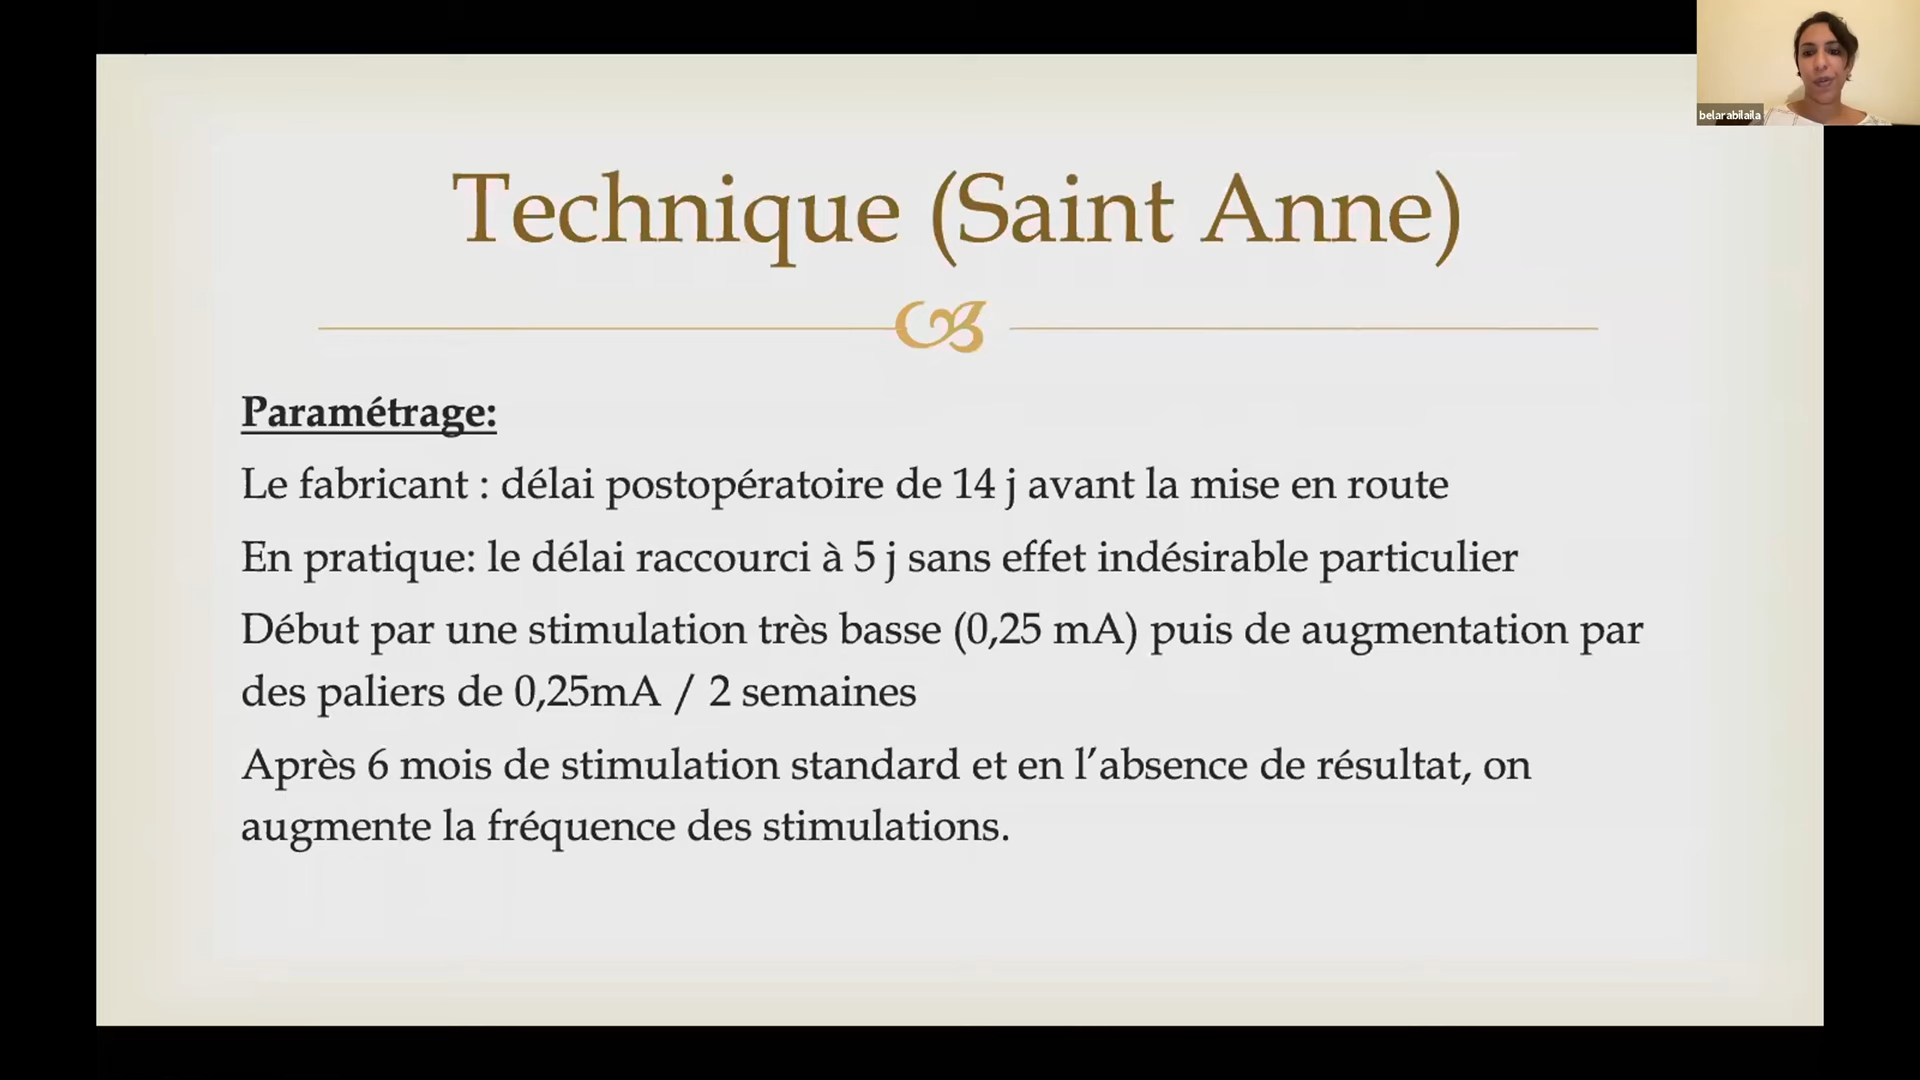 belarabilaila
Technique (Saint Anne)
Paramétrage:
Le fabricant : délai postopératoire de 14 j avant la mise en route
En pratique: le délai raccourci à 5 j sans effet indésirable particulier
Début par une stimulation très basse (0,25 mA) puis de augmentation par
des paliers de 0,25mA / 2 semaines
Après 6 mois de stimulation standard et en l’absence de résultat, on
augmente la fréquence des stimulations.